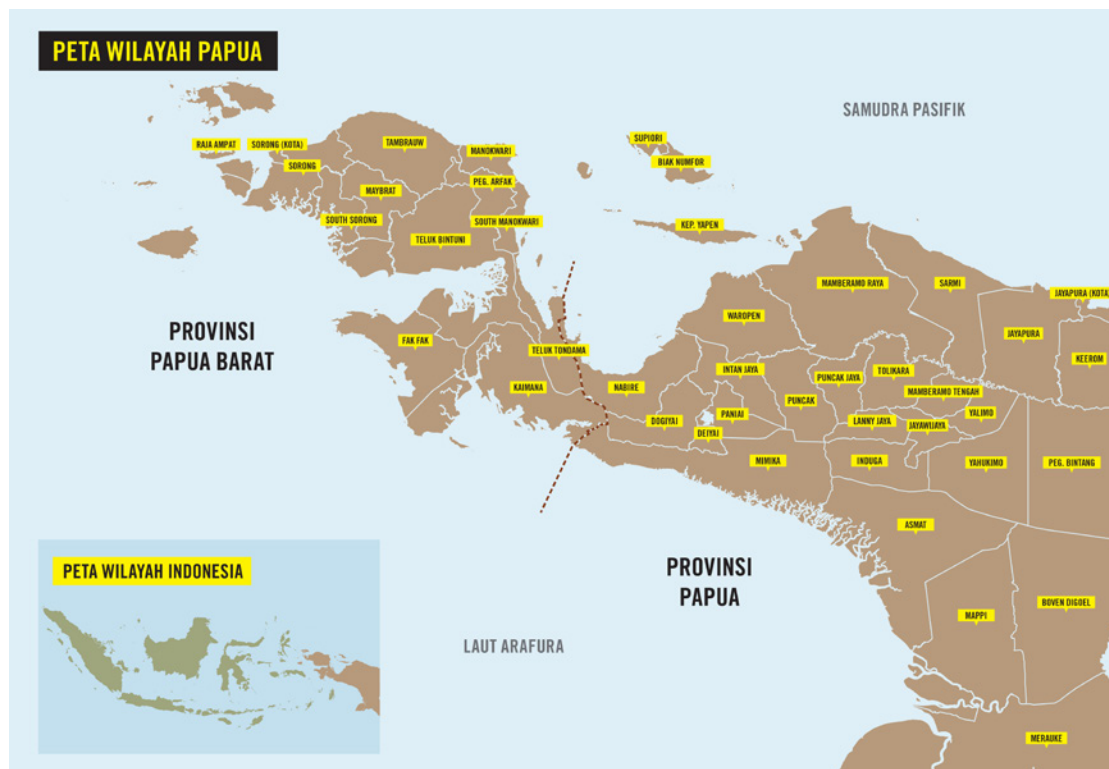 PETA WILAYAH PAPUA
SAMUDRA PASIFIK
RAJA AMPAT
SORONG (KOTA)
TAMBRAUW
MANOKWARI
SUPIORI
BIAK NUMFOR
SORONG
MAYBRAT
PEG. ARFAK
SOUTH SORONG
SOUTH MANOKWARI
KEP. YAPEN
TELUK BINTUNI
PROVINSI
PAPUA BARAT
MAMBERAMO RAYA
SARMI
JAYAPURA (KOTA)
WAROPEN
JAYAPURA
FAK FAK
TELUK TONDAMA
KEEROM
KAIMANA
NABIRE
INTAN JAYA
PUNCAK JAYA
TOLIKARA
MAMBERAMO TENGAH
PUNCAK
DOGIYAI
PANIAI
DEIYAI
LANNY JAYA
JAYAWIJAYA
YALIMO
MIMIKA
INDUGA
YAHUKIMO
PEG. BINTANG
ASMAT
PROVINSI
PAPUA
PETA WILAYAH INDONESIA
LAUT ARAFURA
MAPPI
BOVEN DIGOEL
MERAUKE